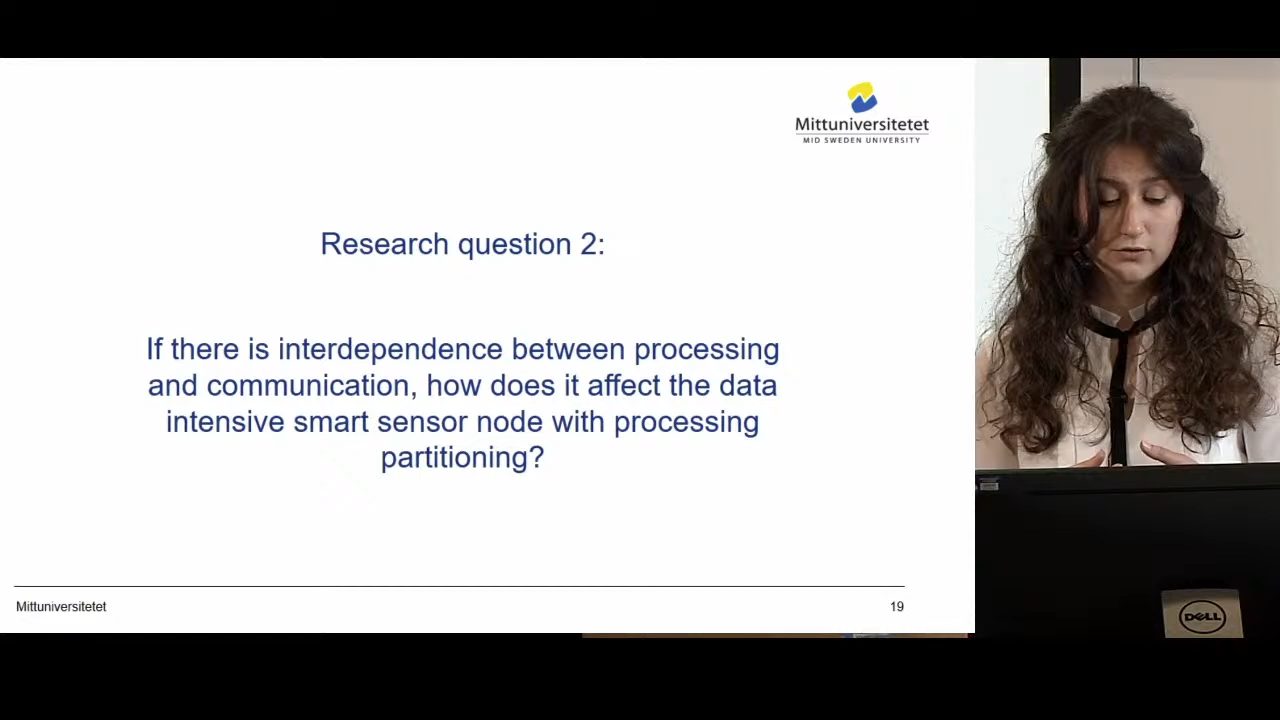 Mittuniversitetet
MID SWEDEN UNIVERSITY
Research question 2:
If there is interdependence between processing
and communication, how does it affect the data
intensive smart sensor node with processing
partitioning?
Mittuniversitetet
19
DELL